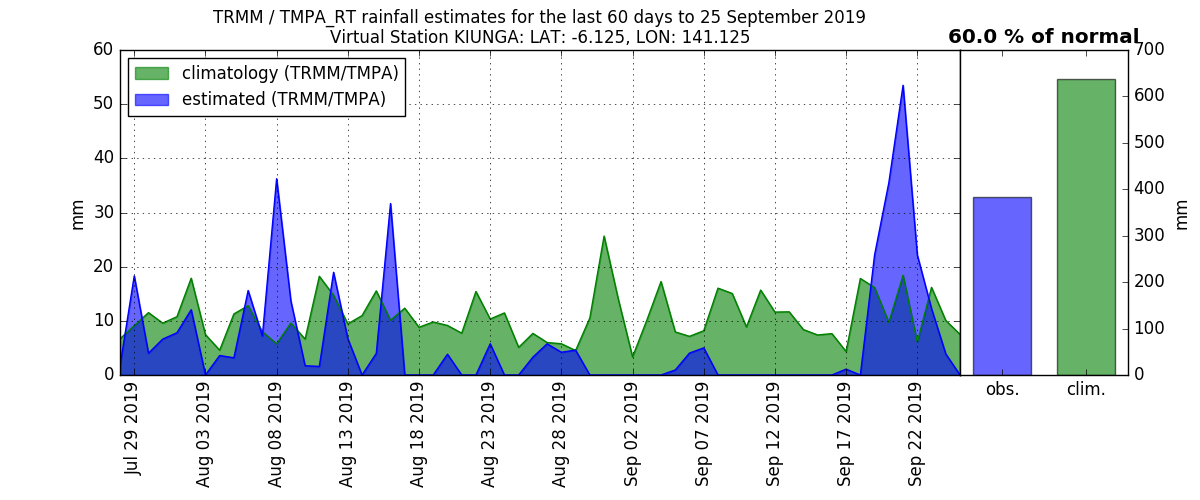 TRMM / TMPA_RT rainfall estimates for the last 60 days to 25 September 2019
Virtual Station KIUNGA: LAT: -6.125, LON: 141.125
60.0 % of normal
climatology (TRMM/TMPA)
estimated (TRMM/TMPA)
60
50
40
30
20
10
0
mm
Jul 29 2019
Aug 03 2019
Aug 08 2019
Aug 13 2019
Aug 18 2019
Aug 23 2019
Aug 28 2019
Sep 02 2019
Sep 07 2019
Sep 12 2019
Sep 17 2019
Sep 22 2019
obs.
clim.
700
600
500
400
300
200
100
0
mm